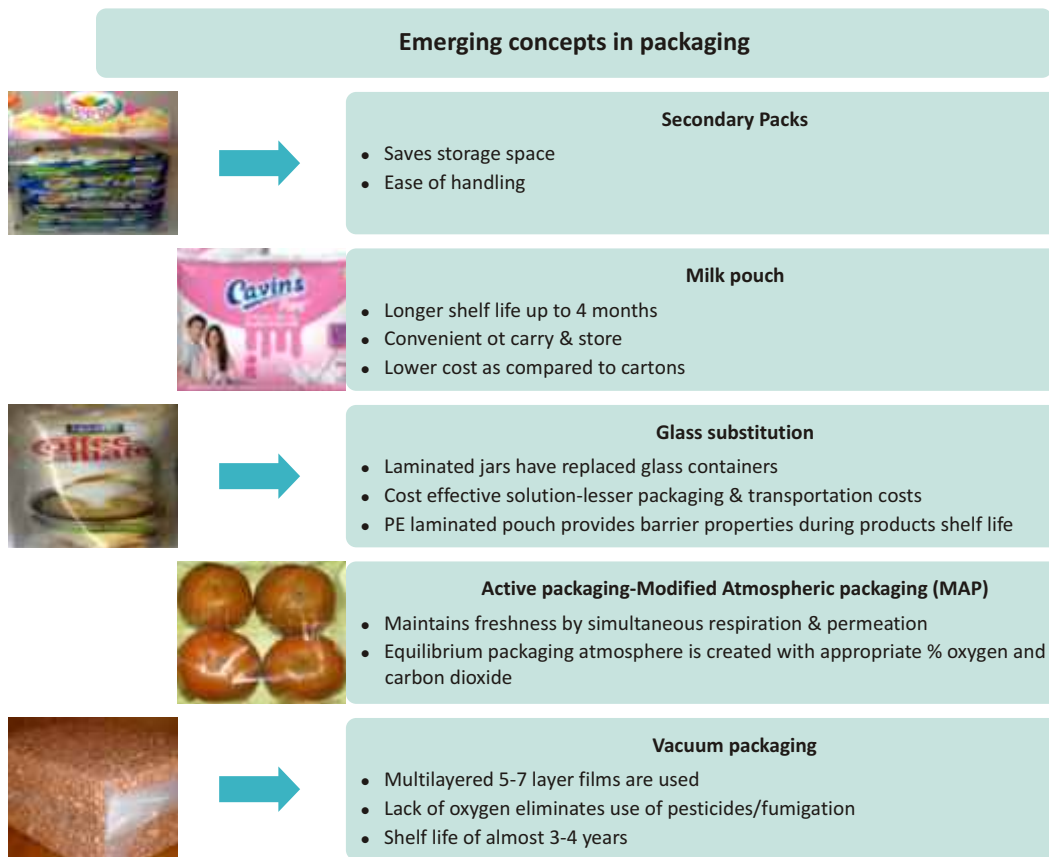 Emerging concepts in packaging
Secondary Packs
• Saves storage space
• Ease of handling
Cavin's
Milk pouch
• Longer shelf life up to 4 months
• Convenient ot carry & store
• Lower cost as compared to cartons
coffee
mate
Glass substitution
• Laminated jars have replaced glass containers
• Cost effective solution-lesser packaging & transportation costs
• PE laminated pouch provides barrier properties during products shelf life
Active packaging-Modified Atmospheric packaging (MAP)
• Maintains freshness by simultaneous respiration & permeation
• Equilibrium packaging atmosphere is created with appropriate % oxygen and
carbon dioxide
Vacuum packaging
• Multilayered 5-7 layer films are used
• Lack of oxygen eliminates use of pesticides/fumigation
• Shelf life of almost 3-4 years